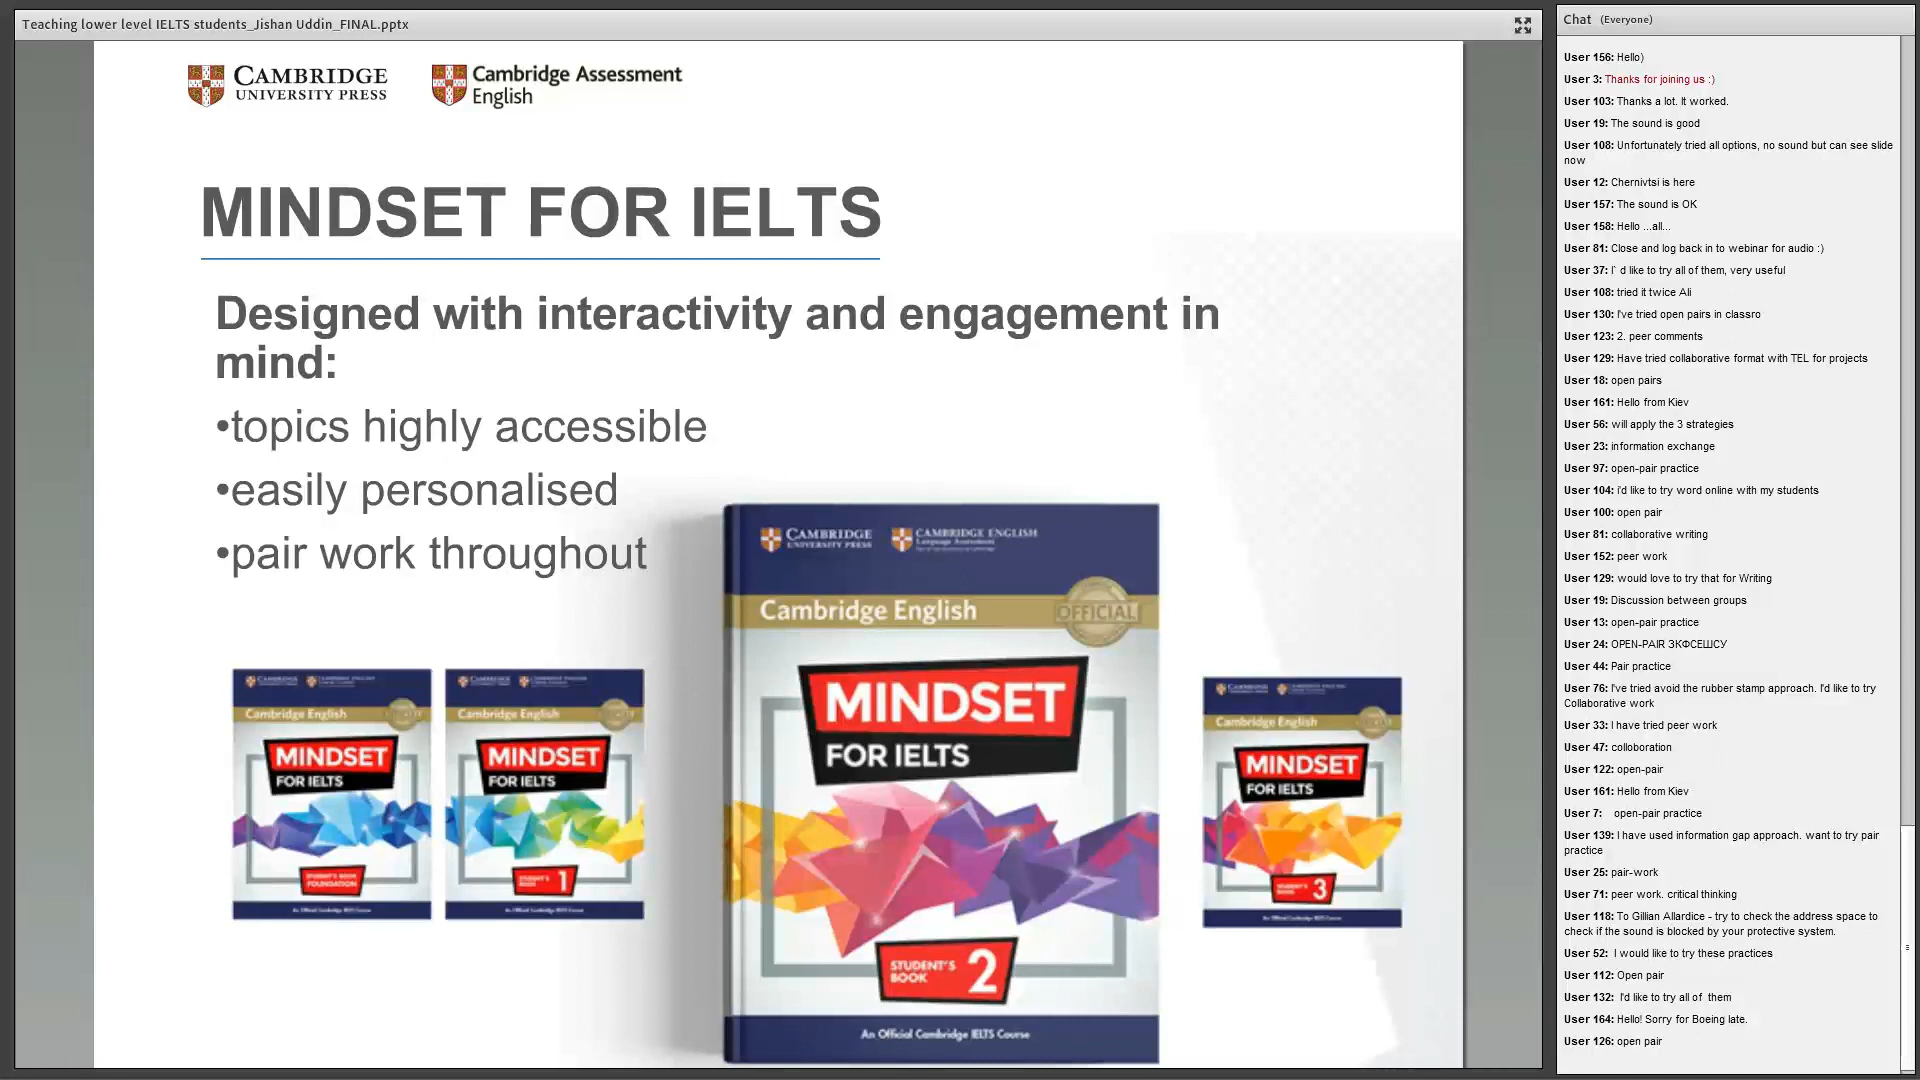 Teaching lower level IELTS students_Jishan Uddin_FINAL.pptx
CAMBRIDGE
UNIVERSITY PRESS
Cambridge Assessment
English
MINDSET FOR IELTS
Designed with interactivity and engagement in
mind:
•topics highly accessible
•easily personalised
•pair work throughout
Cambridge English
MINDSET
FOR IELTS
STUDENT'S BOOK
FOUNDATION
An Official Cambridge IELTS Course
Cambridge English
MINDSET
FOR IELTS
STUDENT'S
BOOK 1
An Official Cambridge IELTS Course
CAMBRIDGE
UNIVERSITY PRESS
CAMBRIDGE ENGLISH
Language Assessment
Cambridge English
OFFICIAL
MINDSET
FOR IELTS
STUDENT'S
BOOK 2
An Official Cambridge IELTS Course
Cambridge English
MINDSET
FOR IELTS
STUDENT'S
BOOK 3
An Official Cambridge IELTS Course
Chat (Everyone)
User 156: Hello)
User 3: Thanks for joining us :)
User 103: Thanks a lot. It worked.
User 19: The sound is good
User 108: Unfortunately tried all options, no sound but can see slide
now
User 12: Chernivtsi is here
User 157: The sound is OK
User 158: Hello ...all...
User 81: Close and log back in to webinar for audio :)
User 37: I` d like to try all of them, very useful
User 108: tried it twice Ali
User 130: I've tried open pairs in classro
User 123: 2. peer comments
User 129: Have tried collaborative format with TEL for projects
User 18: open pairs
User 161: Hello from Kiev
User 56: will apply the 3 strategies
User 23: information exchange
User 97: open-pair practice
User 104: i'd like to try word online with my students
User 100: open pair
User 81: collaborative writing
User 152: peer work
User 129: would love to try that for Writing
User 19: Discussion between groups
User 13: open-pair practice
User 24: OPEN-PAIR ЗКФСЕШСУ
User 44: Pair practice
User 76: I've tried avoid the rubber stamp approach. I'd like to try
Collaborative work
User 33: I have tried peer work
User 47: colloboration
User 122: open-pair
User 161: Hello from Kiev
User 7: open-pair practice
User 139: I have used information gap approach. want to try pair
practice
User 25: pair-work
User 71: peer work. critical thinking
User 118: To Gillian Allardice - try to check the address space to
check if the sound is blocked by your protective system.
User 52: I would like to try these practices
User 112: Open pair
User 132: I'd like to try all of them
User 164: Hello! Sorry for Boeing late.
User 126: open pair